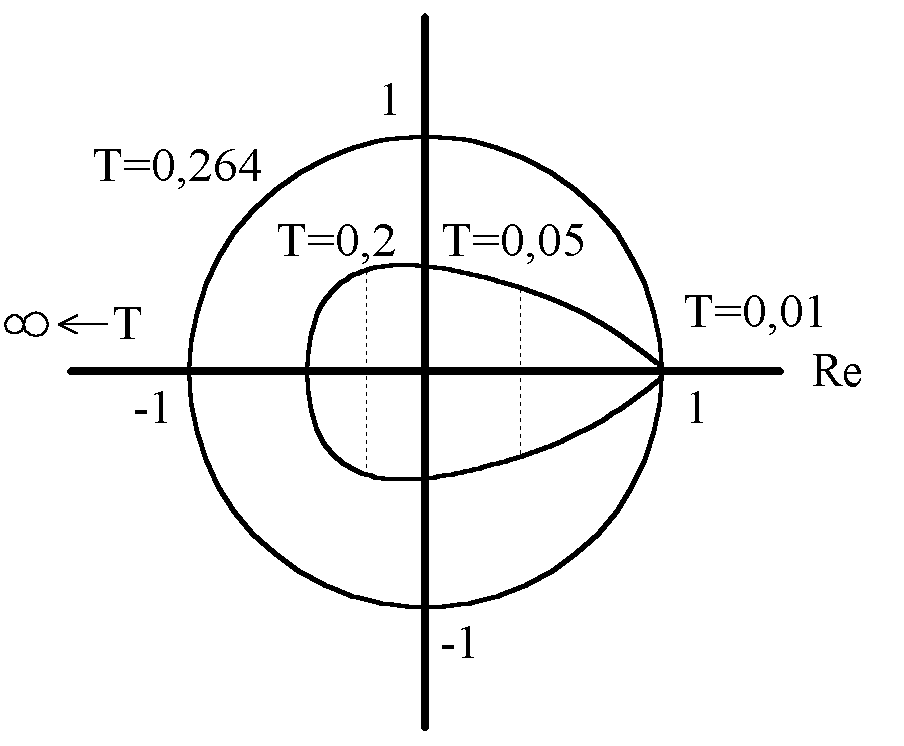 1
T=0,264
T=0,2
T=0,05
T=0,01
∞←T
Re
-1
1
-1